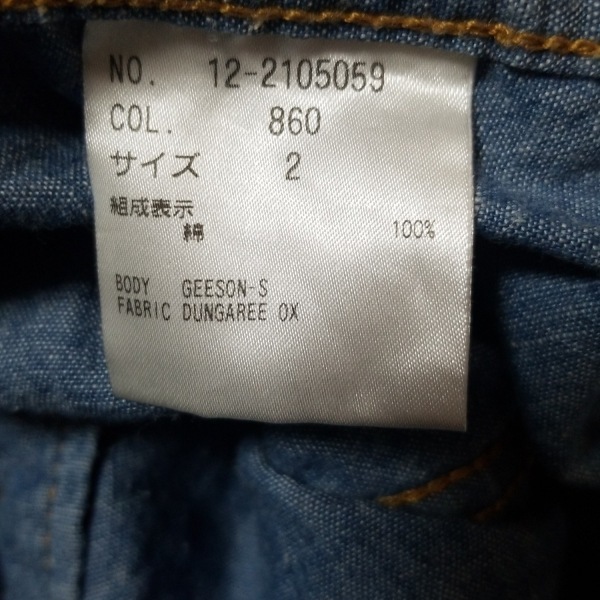 NO. 12-2105059
COL. 860
サイズ 2
組成表示
綿 100%
BODY GEESON-S
FABRIC DUNGAREE OX